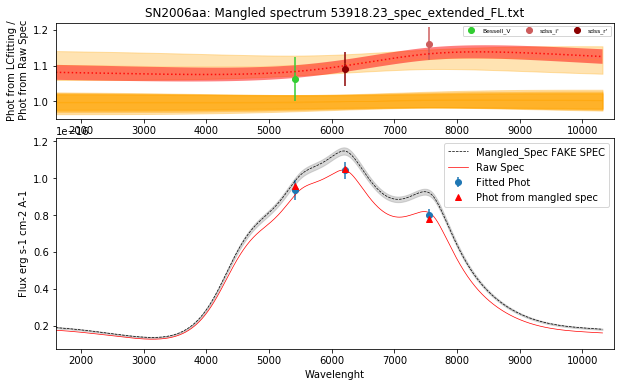 SN2006aa: Mangled spectrum 53918.23_spec_extended_FL.txt
Phot from LCfitting /
Phot from Raw Spec
1.2
1.1
1.0
Bessell_V
sdss_i'
sdss_r'
2000 3000 4000 5000 6000 7000 8000 9000 10000
1e−16
Flux erg s-1 cm-2 A-1
1.2
1.0
0.8
0.6
0.4
0.2
Mangled_Spec FAKE SPEC
Raw Spec
Fitted Phot
Phot from mangled spec
2000 3000 4000 5000 6000 7000 8000 9000 10000
Wavelenght